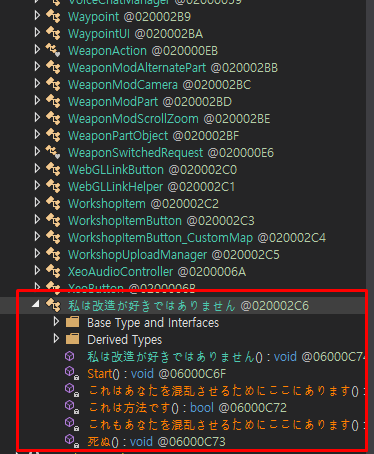 VoiceChatManager @02000059
Waypoint @020002B9
WaypointUI @020002BA
WeaponAction @020000EB
WeaponModAlternatePart @020002BB
WeaponModCamera @020002BC
WeaponModPart @020002BD
WeaponModScrollZoom @020002BE
WeaponPartObject @020002BF
WeaponSwitchedRequest @020000E6
WebGLLinkButton @020002C0
WebGLLinkHelper @020002C1
WorkshopItem @020002C2
WorkshopItemButton @020002C3
WorkshopItemButton_CustomMap @020002C4
WorkshopUploadManager @020002C5
XeoAudioController @0200006A
XeoButton @0200006B
私は改造が好きではありません @020002C6
Base Type and Interfaces
Derived Types
私は改造が好きではありません() : void @06000C74
Start() : void @06000C6F
これはあなたを混乱させるためにここにあります() :
これは方法です() : bool @06000C72
これもあなたを混乱させるためにここにあります() :
死ぬ() : void @06000C73